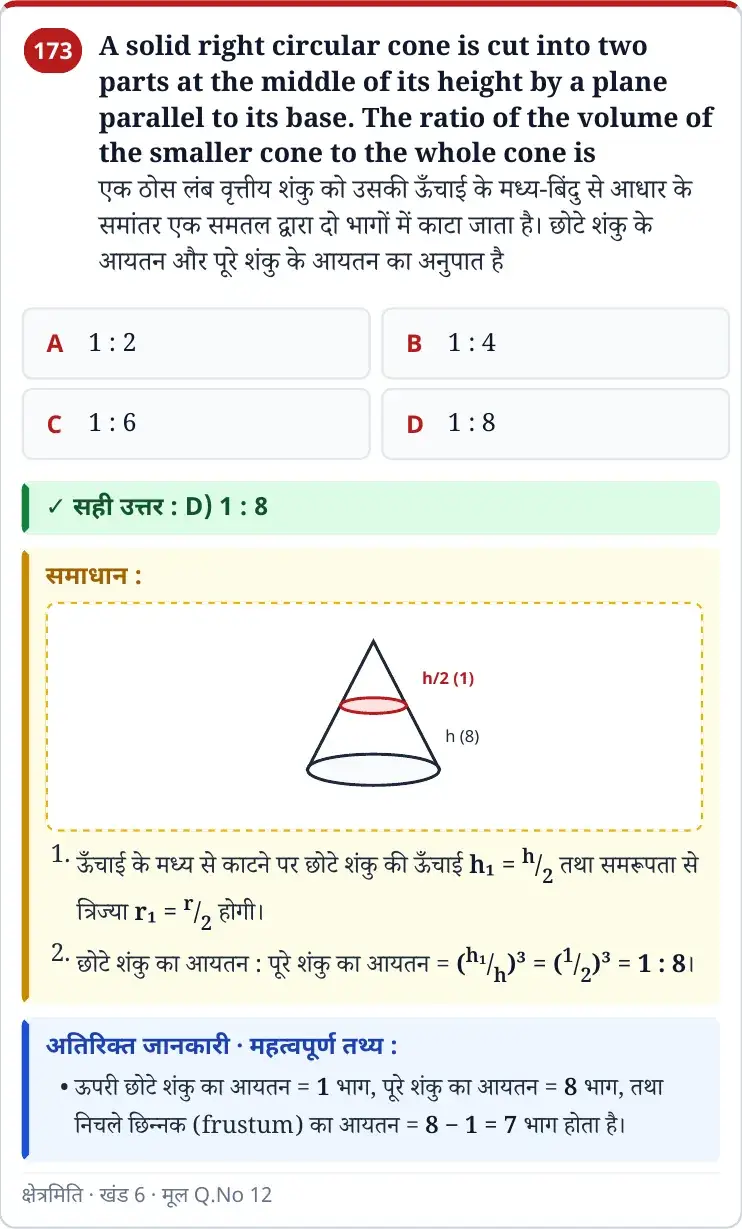 173 A solid right circular cone is cut into two
parts at the middle of its height by a plane
parallel to its base. The ratio of the volume of
the smaller cone to the whole cone is
एक ठोस लंब वृत्तीय शंकु को उसकी ऊँचाई के मध्य-बिंदु से आधार के
समांतर एक समतल द्वारा दो भागों में काटा जाता है। छोटे शंकु के
आयतन और पूरे शंकु के आयतन का अनुपात है
A 1 : 2 B 1 : 4
C 1 : 6 D 1 : 8
✓ सही उत्तर : D) 1 : 8
समाधान :
h/2 (1)
h (8)
1. ऊँचाई के मध्य से काटने पर छोटे शंकु की ऊँचाई h₁ = h/2 तथा समरूपता से
त्रिज्या r₁ = r/2 होगी।
2. छोटे शंकु का आयतन : पूरे शंकु का आयतन = (h₁/h)³ = (1/2)³ = 1 : 8।
अतिरिक्त जानकारी · महत्वपूर्ण तथ्य :
• ऊपरी छोटे शंकु का आयतन = 1 भाग, पूरे शंकु का आयतन = 8 भाग, तथा
निचले छिन्नक (frustum) का आयतन = 8 − 1 = 7 भाग होता है।
क्षेत्रमिति · खंड 6 · मूल Q.No 12